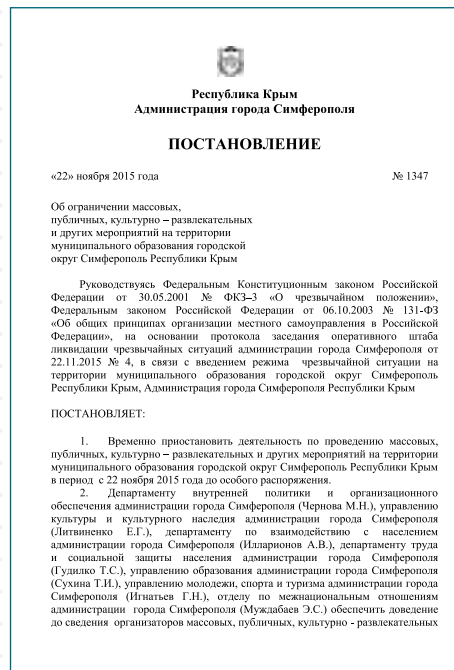 Республика Крым
Администрация города Симферополя
ПОСТАНОВЛЕНИЕ
«22» ноября 2015 года № 1347
Об ограничении массовых,
публичных, культурно – развлекательных
и других мероприятий на территории
муниципального образования городской
округ Симферополь Республики Крым
Руководствуясь Федеральным Конституционным законом Российской
Федерации от 30.05.2001 № ФКЗ–3 «О чрезвычайном положении»,
Федеральным законом Российской Федерации от 06.10.2003 № 131-ФЗ
«Об общих принципах организации местного самоуправления в Российской
Федерации», на основании протокола заседания оперативного штаба
ликвидации чрезвычайных ситуаций администрации города Симферополя от
22.11.2015 № 4, в связи с введением режима чрезвычайной ситуации на
территории муниципального образования городской округ Симферополь
Республики Крым, Администрация города Симферополя Республики Крым
ПОСТАНОВЛЯЕТ:
1. Временно приостановить деятельность по проведению массовых,
публичных, культурно – развлекательных и других мероприятий на территории
муниципального образования городской округ Симферополь Республики Крым
в период с 22 ноября 2015 года до особого распоряжения.
2. Департаменту внутренней политики и организационного
обеспечения администрации города Симферополя (Чернова М.Н.), управлению
культуры и культурного наследия администрации города Симферополя
(Литвиненко Е.Г.), департаменту по взаимодействию с населением
администрации города Симферополя (Илларионов А.В.), департаменту труда
и социальной защиты населения администрации города Симферополя
(Гудилко Т.С.), управлению образования администрации города Симферополя
(Сухина Т.И.), управлению молодежи, спорта и туризма администрации города
Симферополя (Игнатьев Г.Н.), отделу по межнациональным отношениям
администрации города Симферополя (Муждабаев Э.С.) обеспечить доведение
до сведения организаторов массовых, публичных, культурно - развлекательных